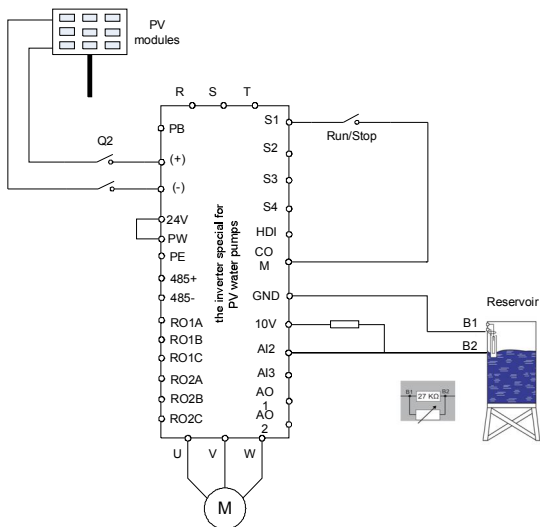 PV
modules
R S T
PB
Q2
(+)
(-)
24V
PW
PE
485+
485-
RO1A
RO1B
RO1C
RO2A
RO2B
RO2C
the inverter special for
PV water pumps
S1
Run/Stop
S2
S3
S4
HDI
CO
M
GND
10V
AI2
AI3
AO
1
AO
2
Reservoir
B1
B2
B1 27 KΩ B2
U V W
M